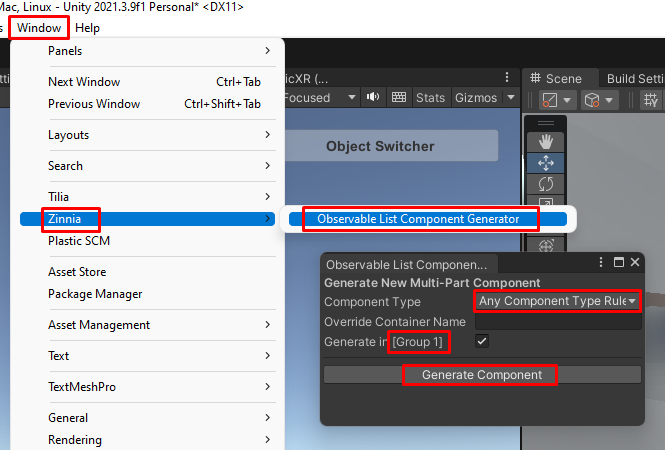 Mac, Linux - Unity 2021.3.9f1 Personal* <DX11>
Window Help
Panels
Next Window Ctrl+Tab
Previous Window Ctrl+Shift+Tab
Layouts
Search
Tilia
Zinnia
Plastic SCM
Asset Store
Package Manager
Asset Management
Text
TextMeshPro
General
Rendering
icXR (...
Focused Stats Gizmos
Scene Build Setti
Object Switcher
Observable List Component Generator
Observable List Componen...
Generate New Multi-Part Component
Component Type Any Component Type Rule
Override Container Name
Generate in [Group 1]
Generate Component